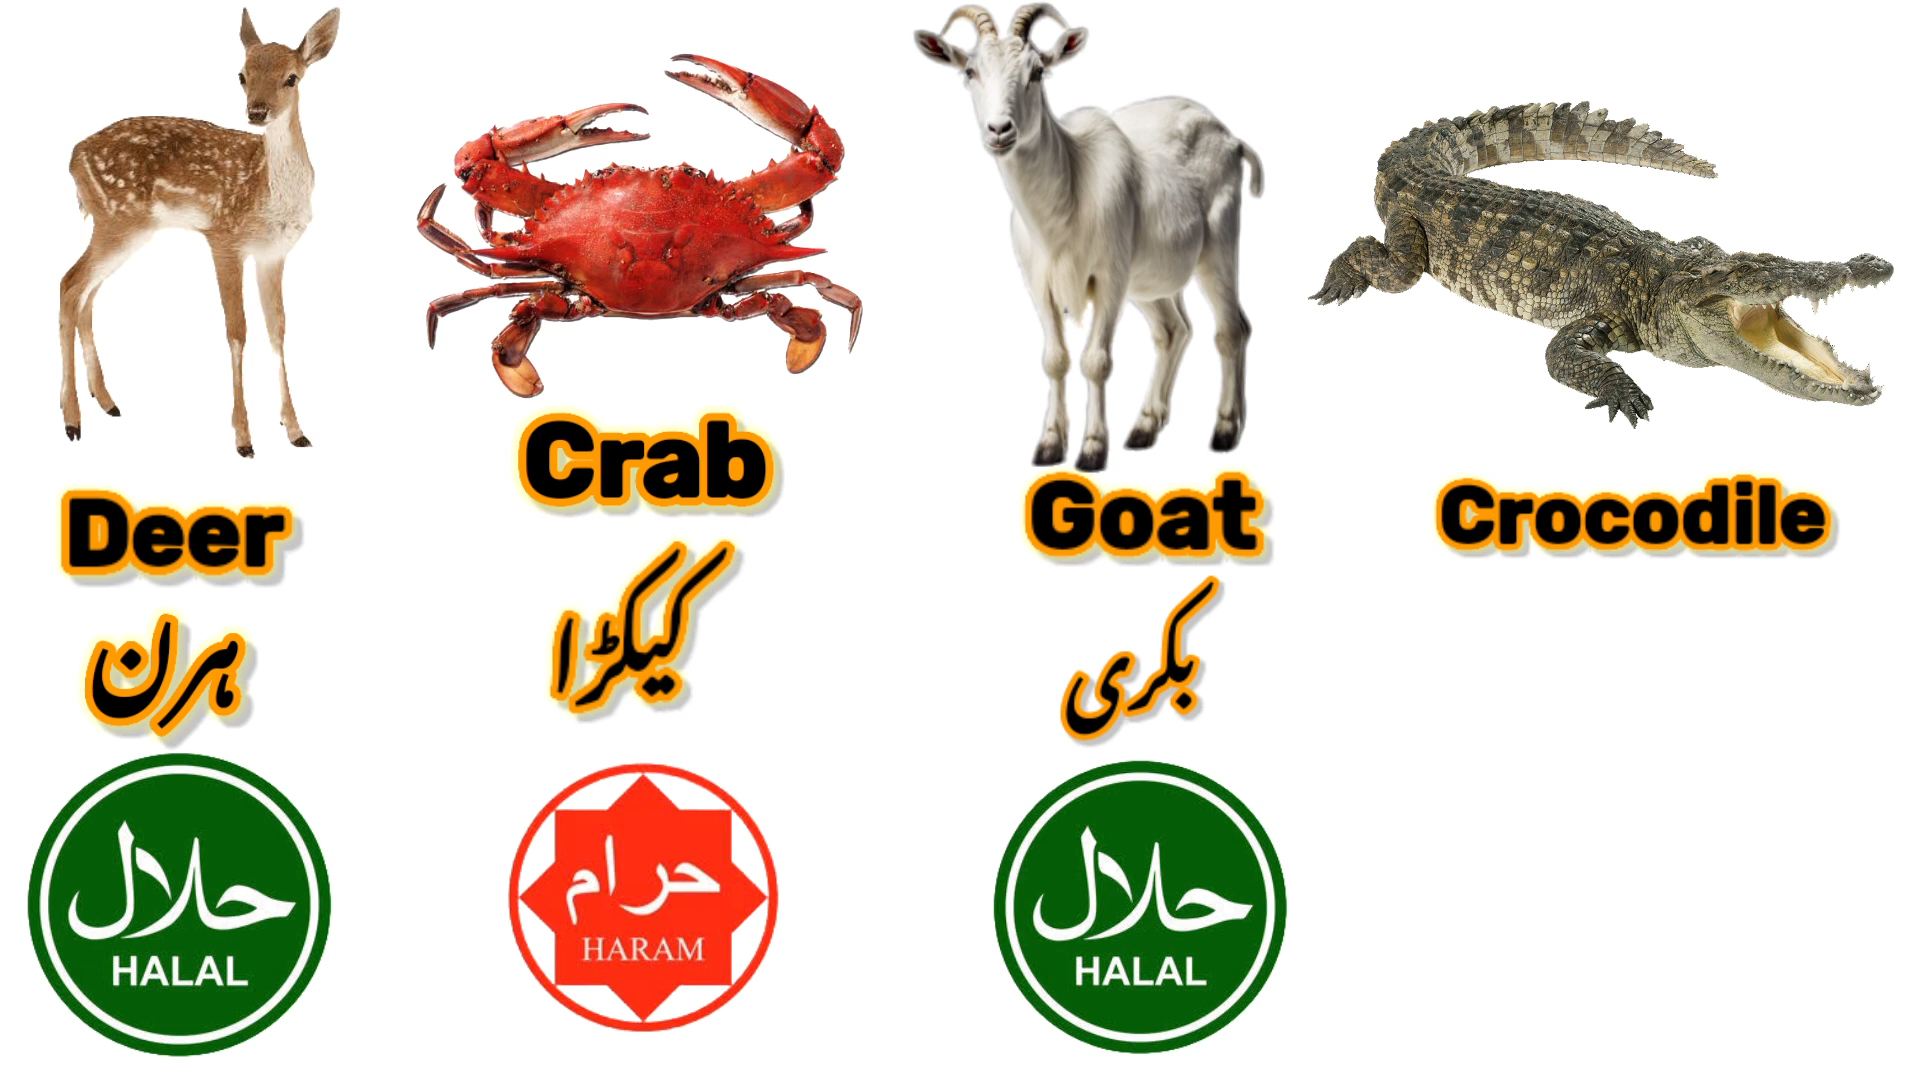 Deer
ہرن
حلال
HALAL
Crab
کیکڑا
حرام
HARAM
Goat
بکری
حلال
HALAL
Crocodile